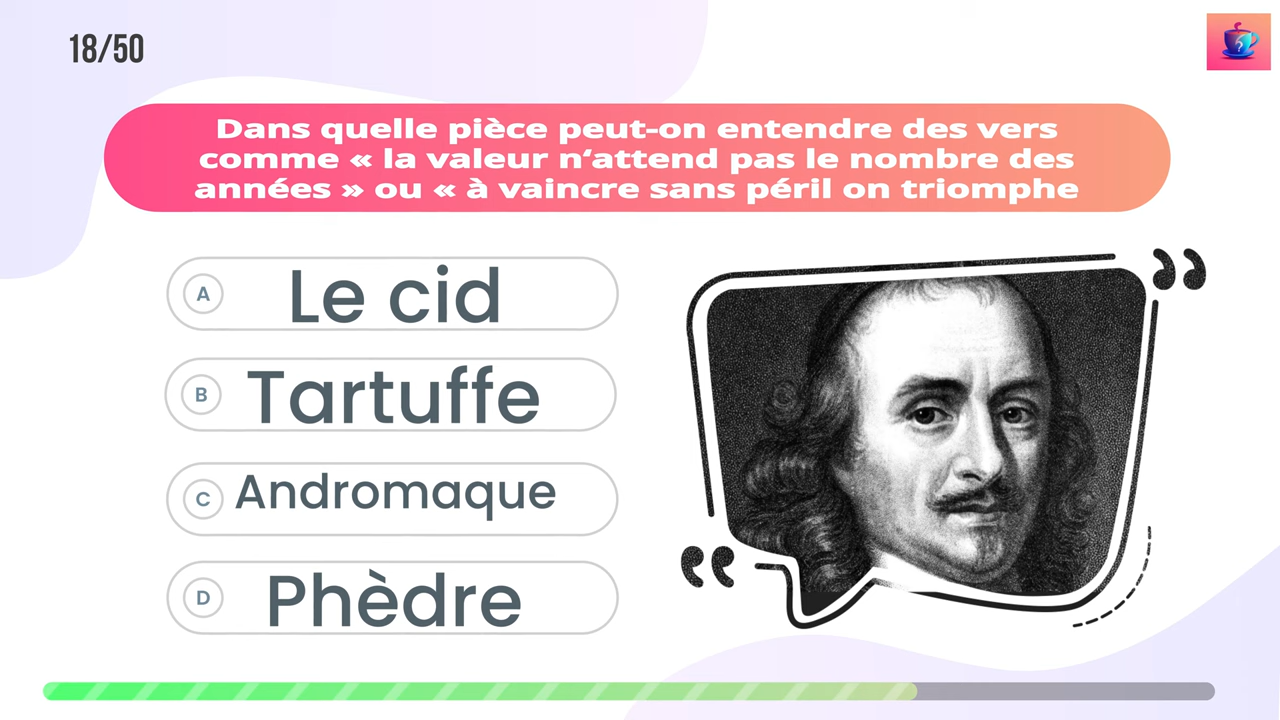 18/50
Dans quelle pièce peut-on entendre des vers
comme « la valeur n‘attend pas le nombre des
années » ou « à vaincre sans péril on triomphe
A Le cid
B Tartuffe
C Andromaque
D Phèdre